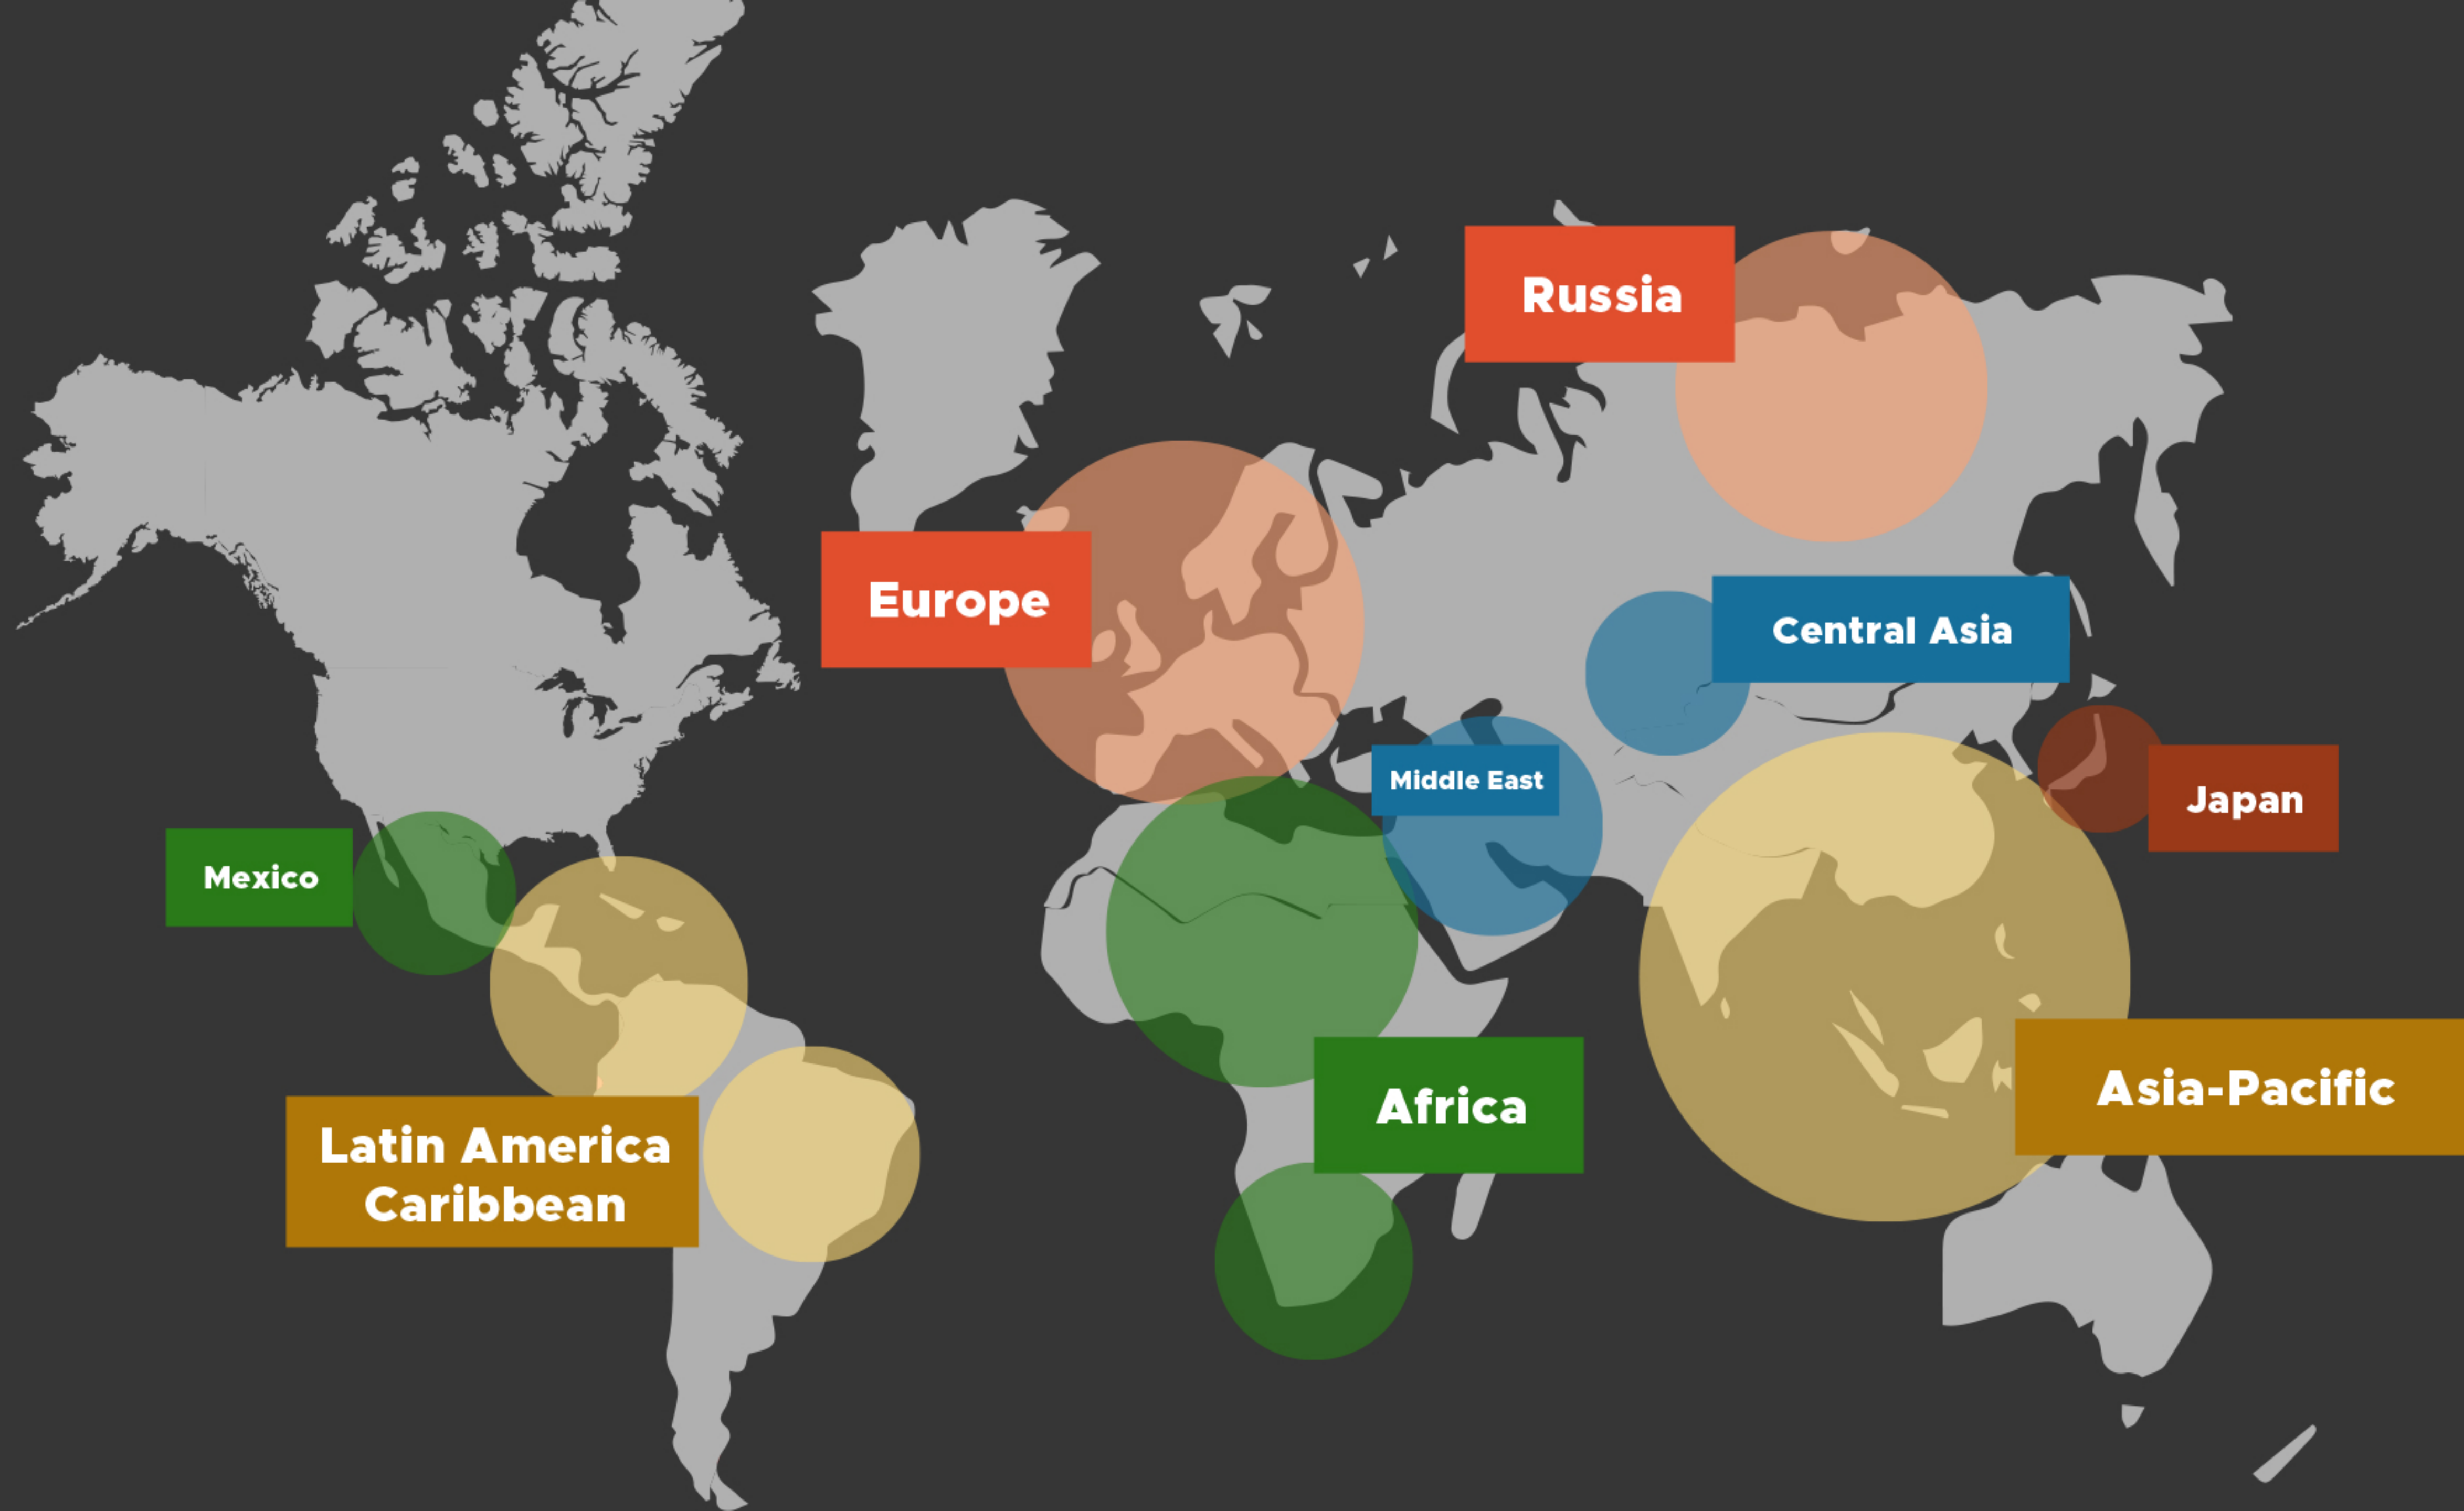 Russia
Europe
Central Asia
Middle East
Japan
Mexico
Africa
Asia-Pacific
Latin America
Caribbean